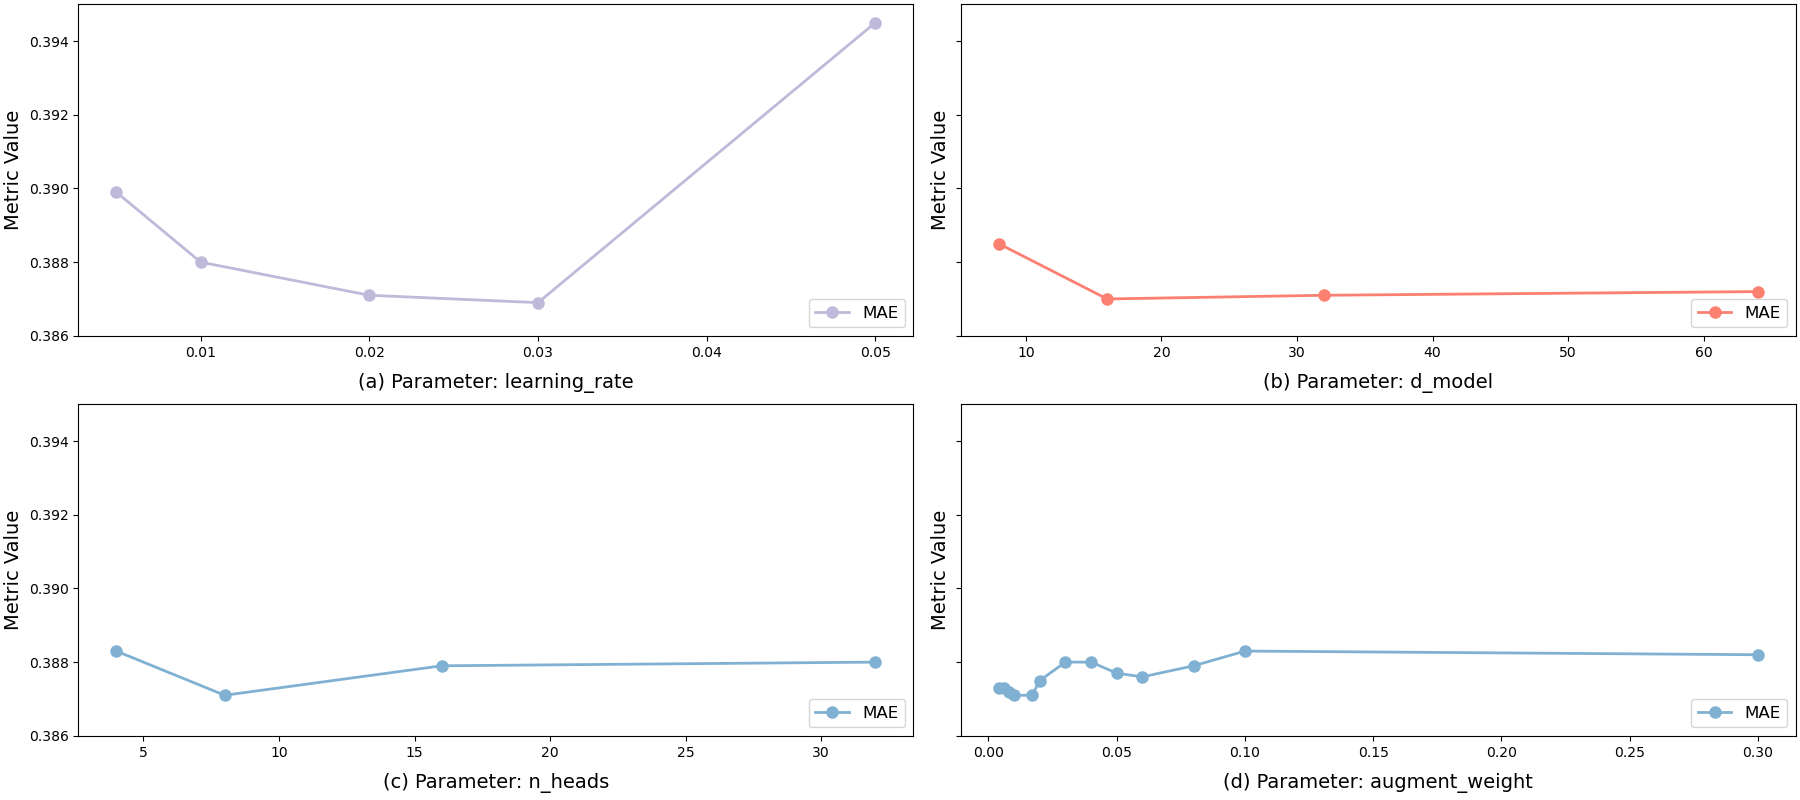 Metric Value
0.394
0.392
0.390
0.388
0.386
0.01 0.02 0.03 0.04 0.05
MAE
(a) Parameter: learning_rate
Metric Value
10 20 30 40 50 60
MAE
(b) Parameter: d_model
Metric Value
0.394
0.392
0.390
0.388
0.386
5 10 15 20 25 30
MAE
(c) Parameter: n_heads
Metric Value
0.00 0.05 0.10 0.15 0.20 0.25 0.30
MAE
(d) Parameter: augment_weight